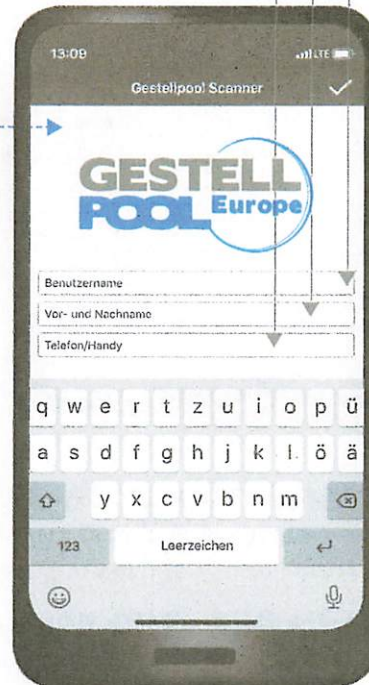 13:09 LTE
Gestellpool Scanner
GESTELL
POOL Europe
Benutzername
Vor- und Nachname
Telefon/Handy
q w e r t z u i o p ü
a s d f g h j k l ö ä
y x c v b n m
123 Leerzeichen